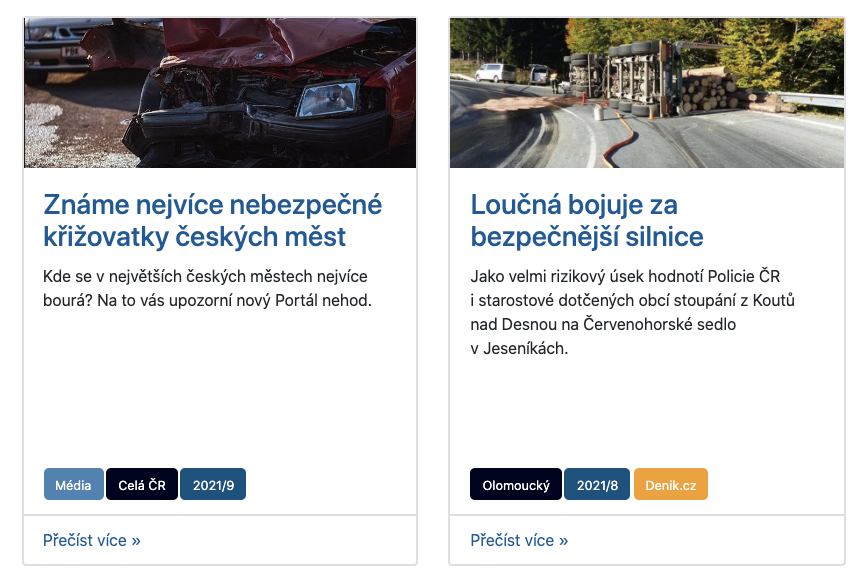 Známe nejvíce nebezpečné
křižovatky českých měst
Kde se v největších českých městech nejvíce
bourá? Na to vás upozorní nový Portál nehod.
Média
Celá ČR
2021/9
Přečíst více »
Loučná bojuje za
bezpečnější silnice
Jako velmi rizikový úsek hodnotí Policie ČR
i starostové dotčených obcí stoupání z Koutů
nad Desnou na Červenohorské sedlo
v Jeseníkách.
Olomoucký
2021/8
Denik.cz
Přečíst více »